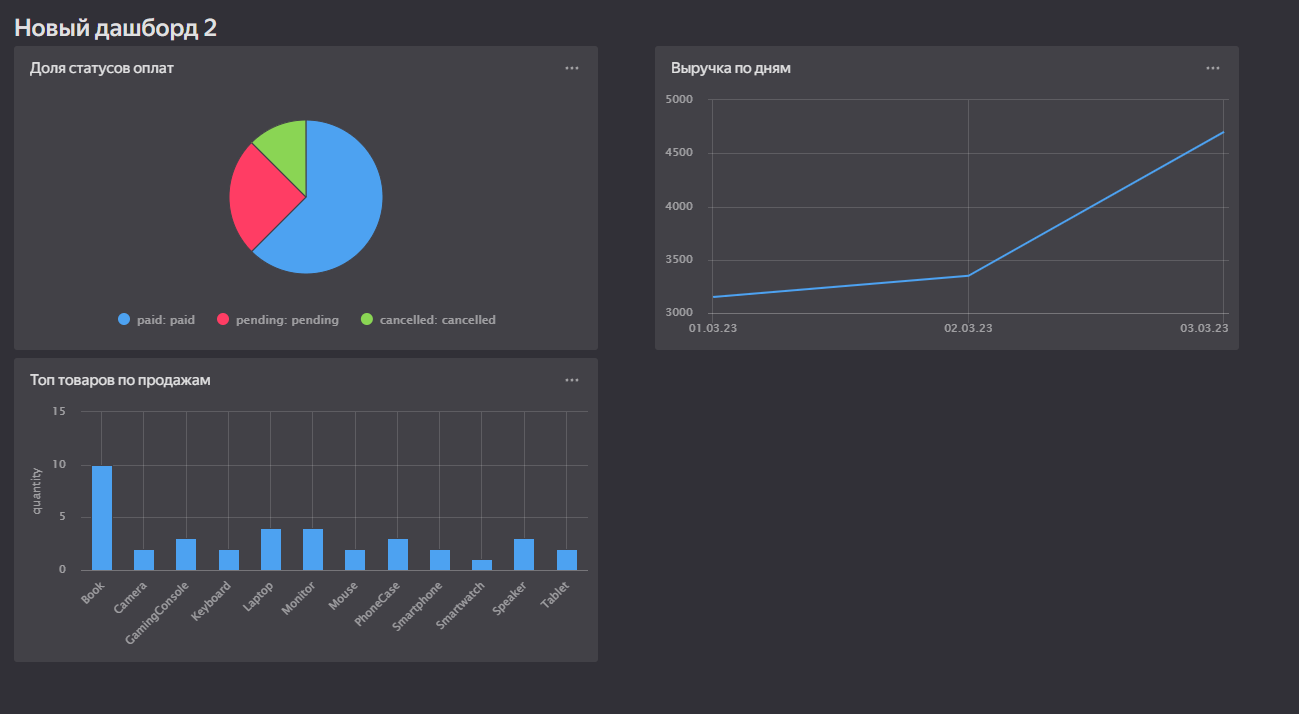 Новый дашборд 2
Доля статусов оплат
paid: paid
pending: pending
cancelled: cancelled
Выручка по дням
5000
4500
4000
3500
3000
01.03.23
02.03.23
03.03.23
Топ товаров по продажам
quantity
15
10
5
0
Book
Camera
GamingConsole
Keyboard
Laptop
Monitor
Mouse
PhoneCase
Smartphone
Smartwatch
Speaker
Tablet